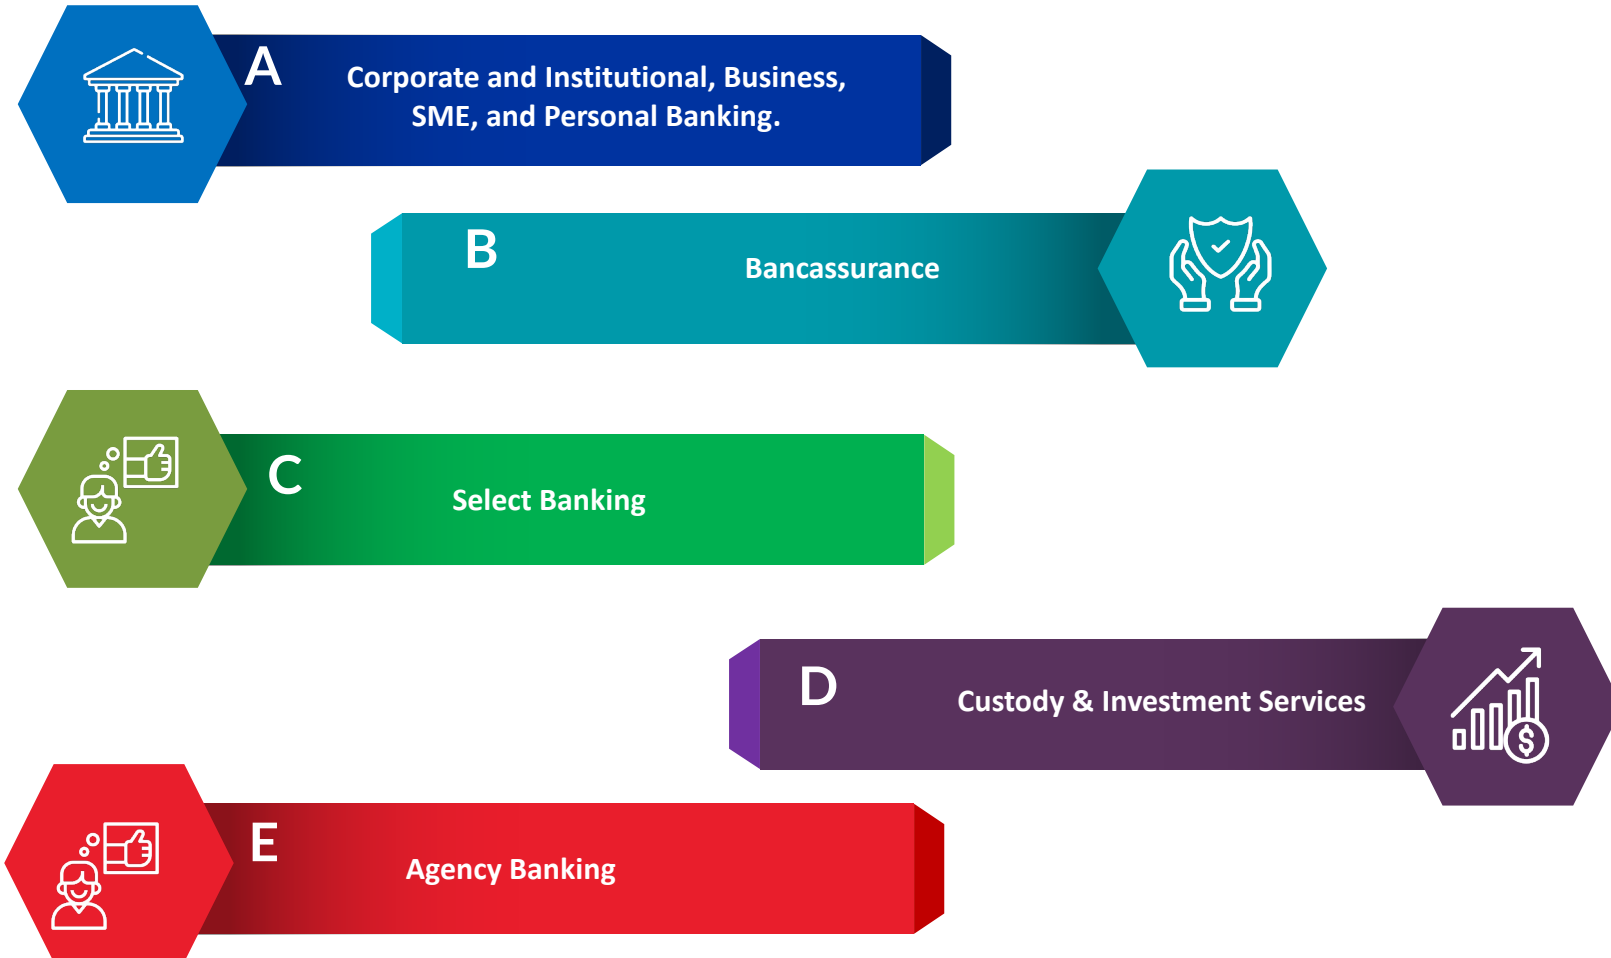 A
Corporate and Institutional, Business,
SME, and Personal Banking.
B
Bancassurance
C
Select Banking
D
Custody & Investment Services
$
E
Agency Banking